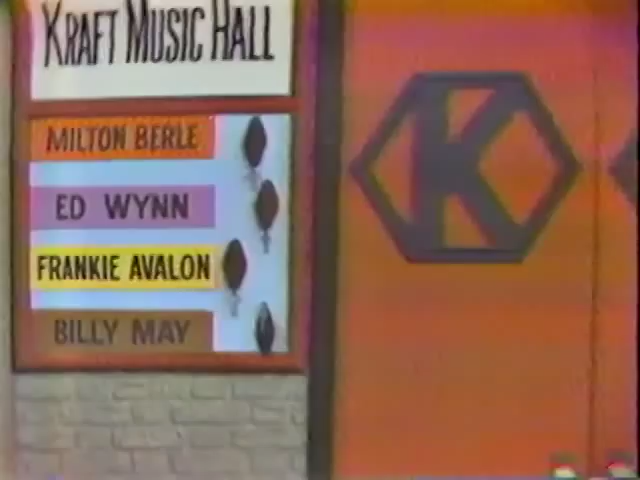 KRAFT MUSIC HALL
MILTON BERLE
ED WYNN
FRANKIE AVALON
BILLY MAY
K